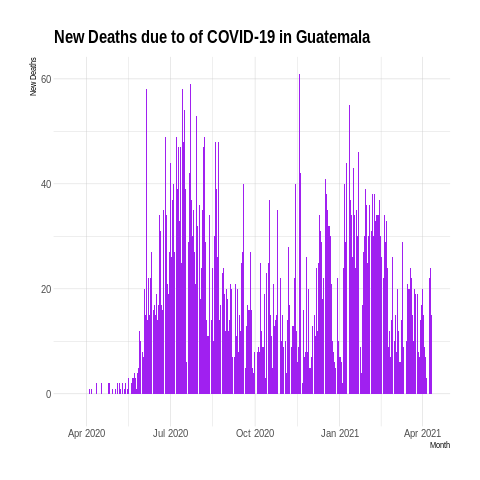 New Deaths due to of COVID-19 in Guatemala
New Deaths
60
40
20
0
Apr 2020 Jul 2020 Oct 2020 Jan 2021 Apr 2021
Month